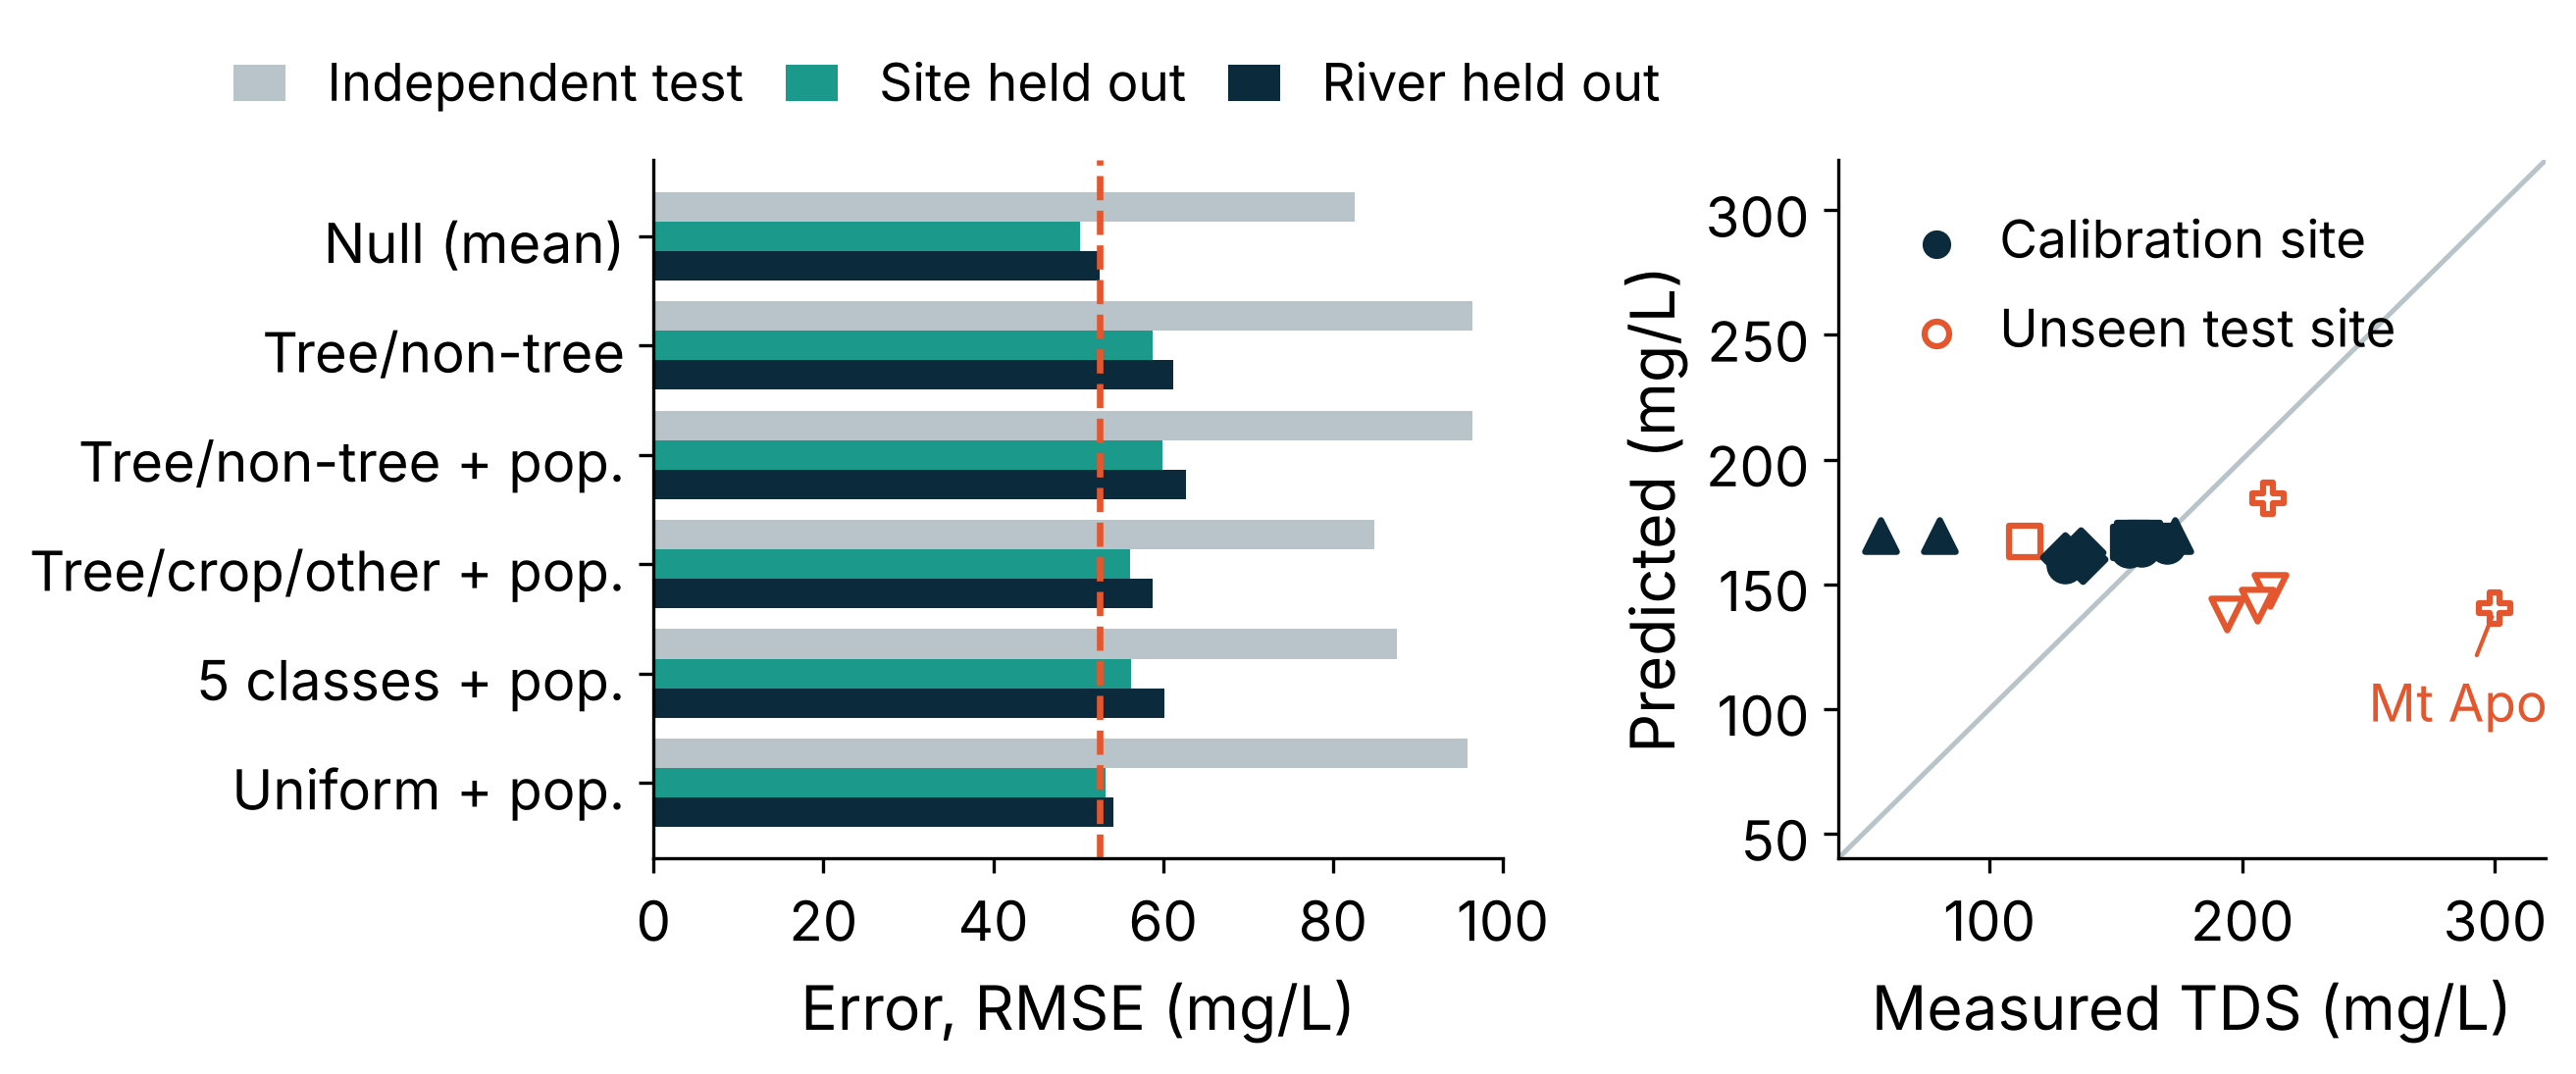 Independent test
Site held out
River held out
Null (mean)
Tree/non-tree
Tree/non-tree + pop.
Tree/crop/other + pop.
5 classes + pop.
Uniform + pop.
0 20 40 60 80 100
Error, RMSE (mg/L)
Predicted (mg/L)
300
250
200
150
100
50
Calibration site
Unseen test site
Mt Apo
100 200 300
Measured TDS (mg/L)